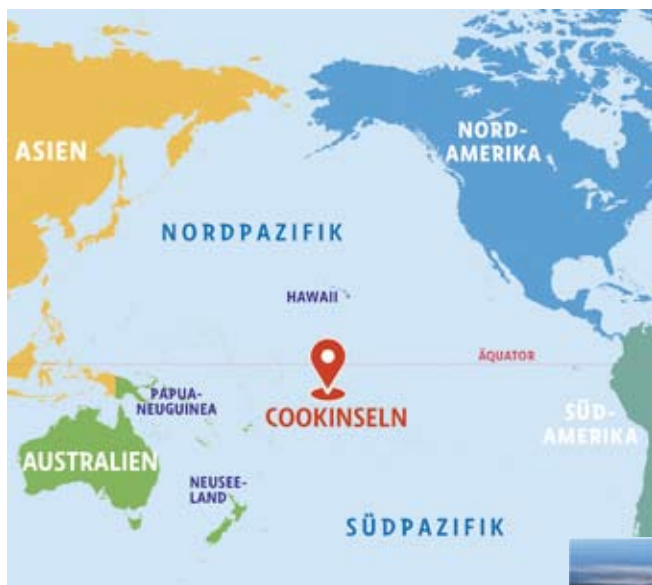 ASIEN
NORD-
AMERIKA
NORDPAZIFIK
HAWAII
ÄQUATOR
PAPUA-
NEUGUINEA
COOKINSELN
SÜD-
AMERIKA
AUSTRALIEN
NEUSEE-
LAND
SÜDPAZIFIK